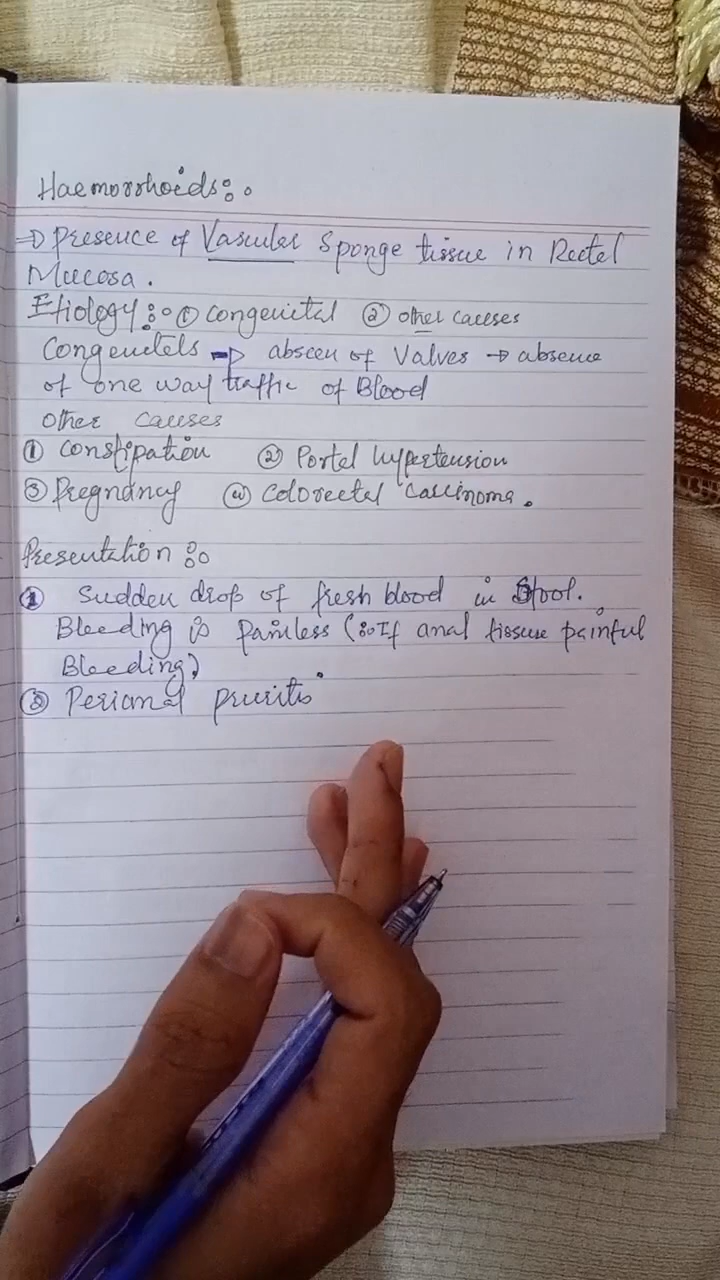 Haemorrhoids:
⇒ Presence of Vascular Sponge tissue in Rectal
Mucosa.
Etiology: ① Congenital ② other causes
Congenitals → abscen of Valves → absence
of one way traffic of Blood
Other Causes
① Constipation ② Portal hypertension
③ Pregnancy ④ Colorectal Carcinoma.
Presentation:
① Sudden drop of fresh blood in Stool.
Bleeding is Painless (If anal tissue painful
Bleeding)
② Perianal pruritis